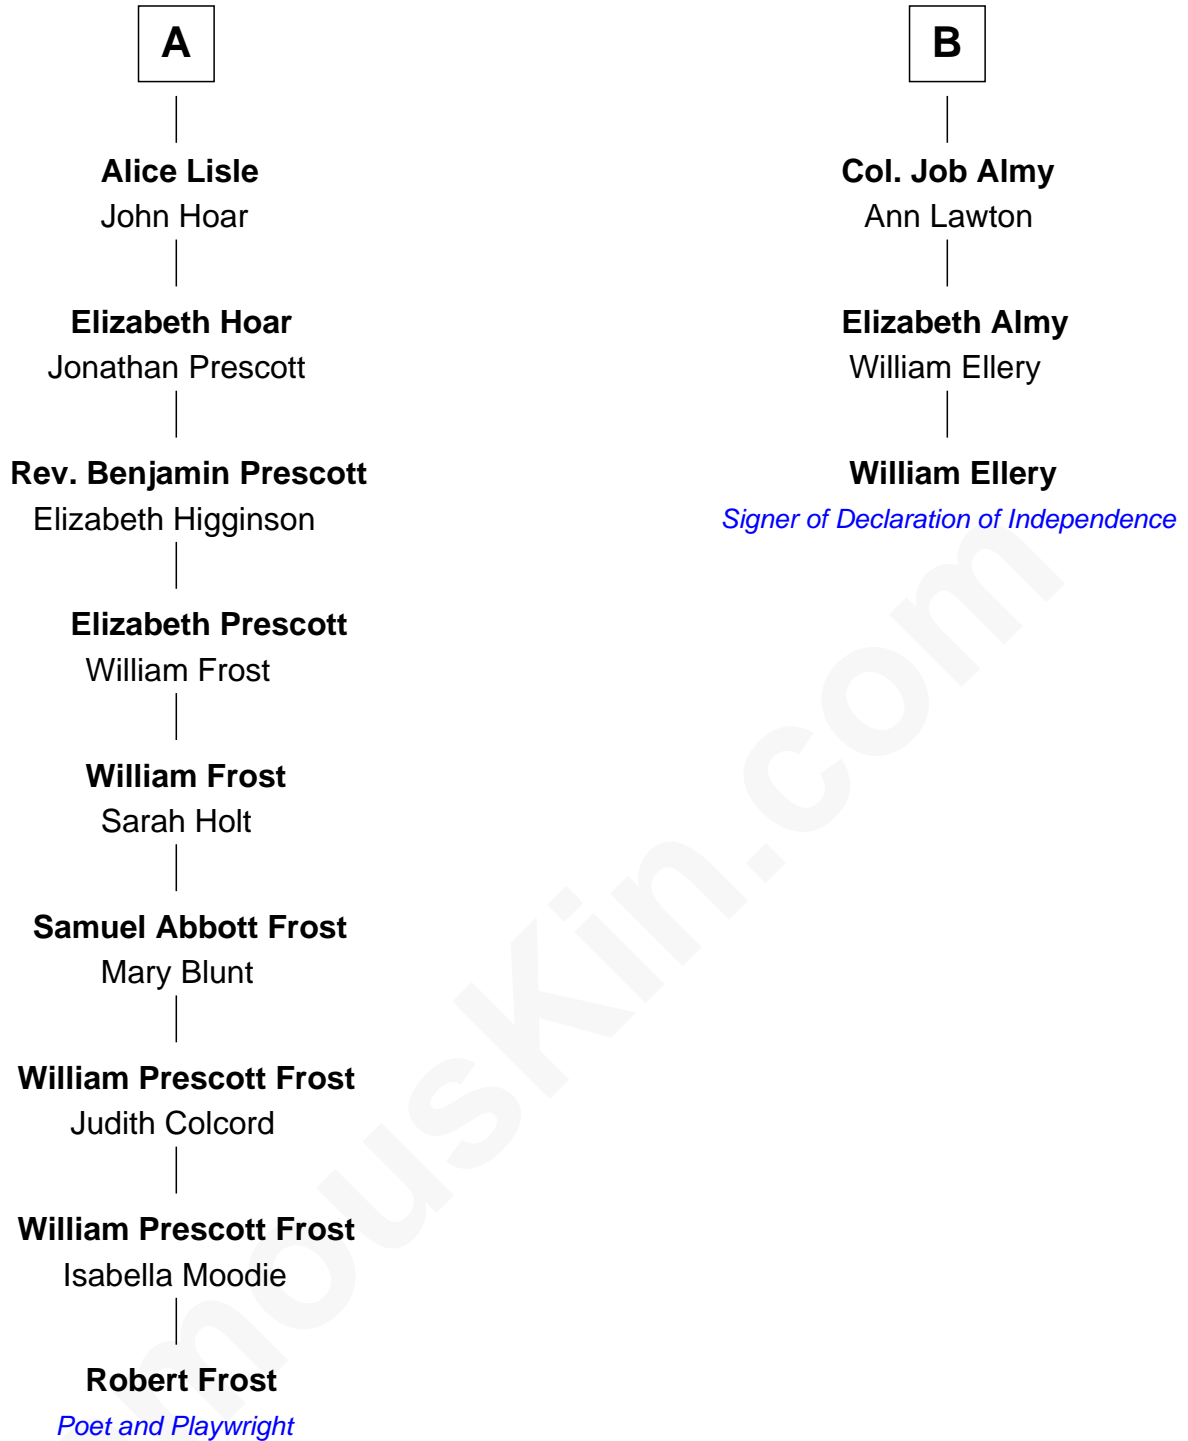 A
Alice Lisle
John Hoar
Elizabeth Hoar
Jonathan Prescott
Rev. Benjamin Prescott
Elizabeth Higginson
Elizabeth Prescott
William Frost
William Frost
Sarah Holt
Samuel Abbott Frost
Mary Blunt
William Prescott Frost
Judith Colcord
William Prescott Frost
Isabella Moodie
Robert Frost
Poet and Playwright
B
Col. Job Almy
Ann Lawton
Elizabeth Almy
William Ellery
William Ellery
Signer of Declaration of Independence
mousKin.com